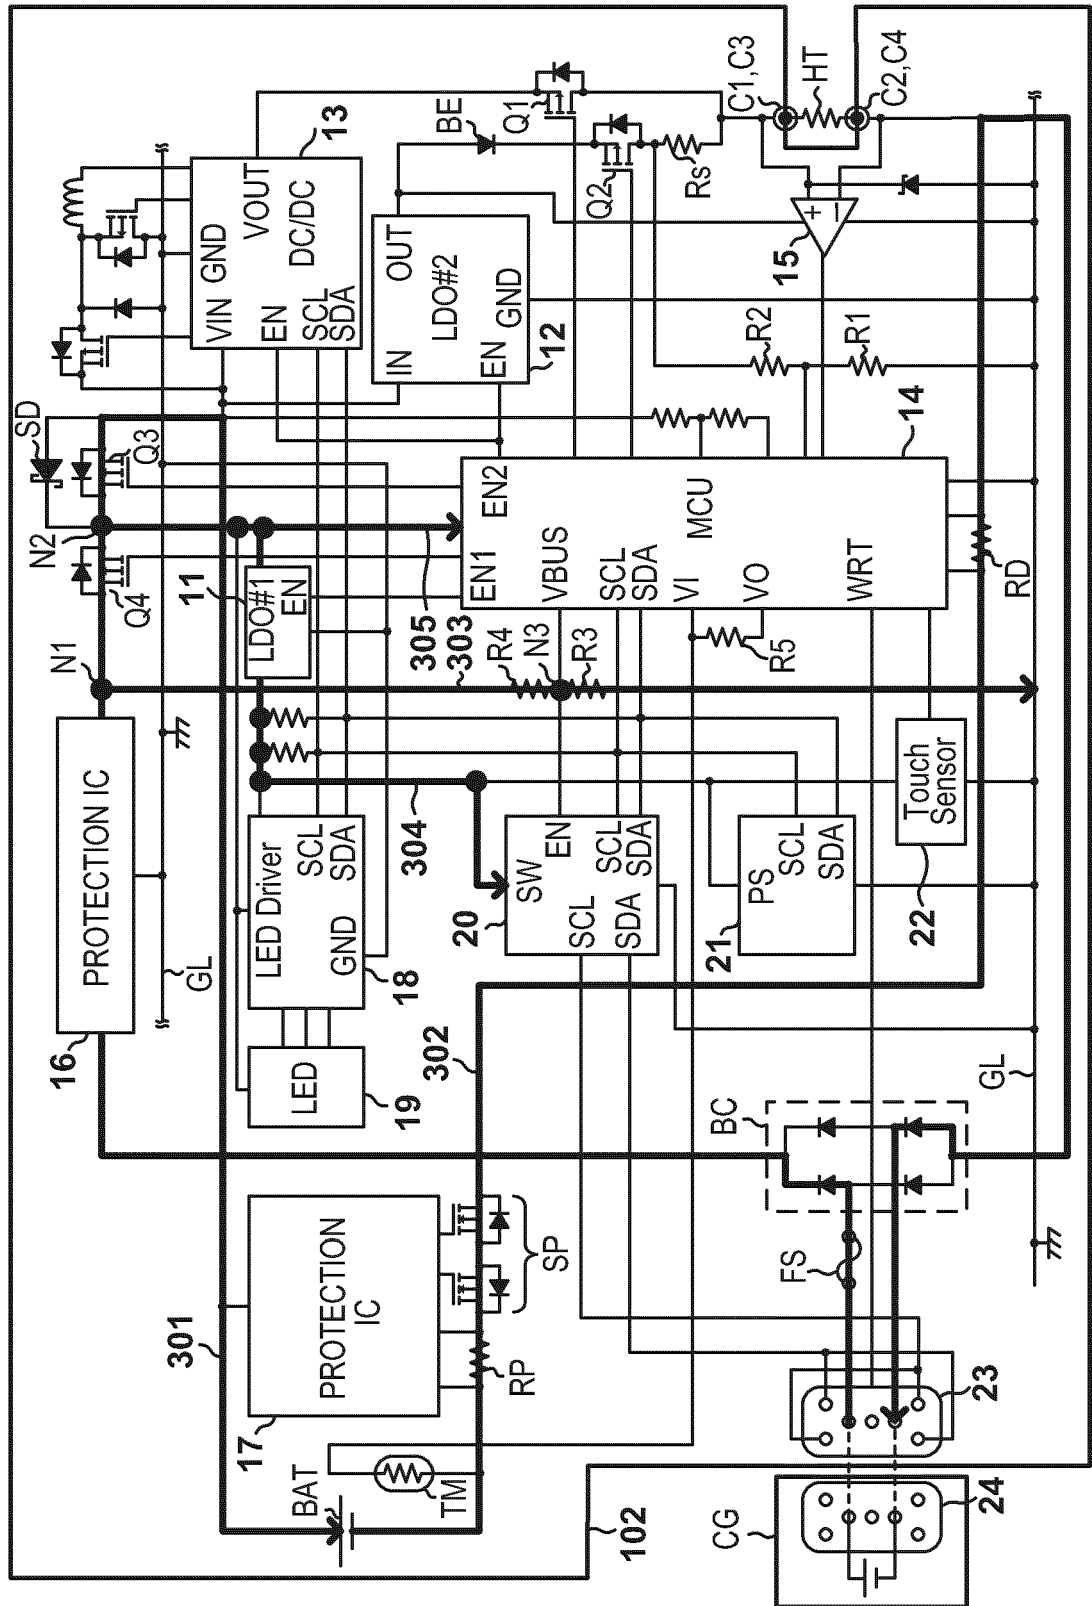 13
BE
Q1
C1,C3
HT
C2,C4
VOUT
DC/DC
GND
VIN
EN
SCL
SDA
OUT
LDO#2
GND
IN
EN
12
Q2
Rs
+
−
15
R2
R1
14
SD
Q3
N2
Q4
11
LDO#1
EN
EN2
EN1
VBUS
SCL
SDA
MCU
VI
VO
WRT
RD
305
303
R4
N3
R3
R5
N1
PROTECTION IC
16
GL
LED Driver
SCL
SDA
GND
18
304
SW
EN
SCL
SDA
SCL
SDA
20
PS
SCL
SDA
21
Touch
Sensor
22
LED
19
302
BC
GL
301
PROTECTION
IC
17
SP
RP
FS
BAT
TM
102
23
CG
24